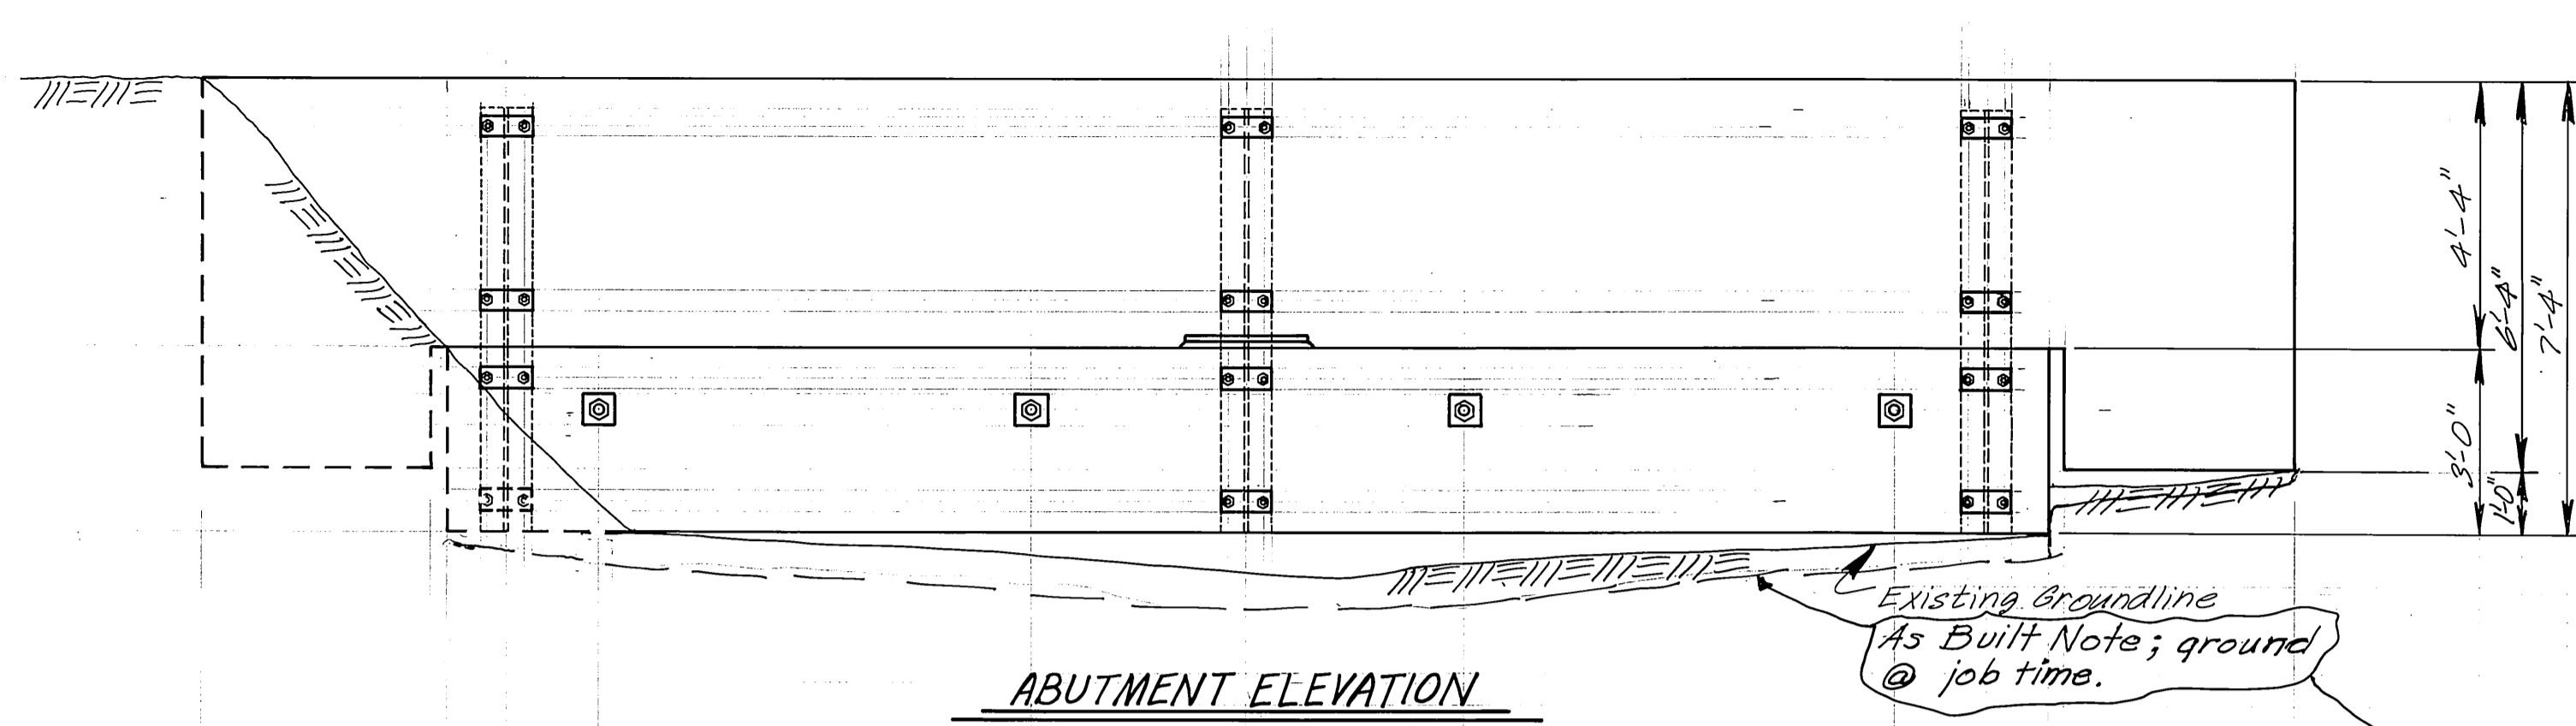 4'-4"
6'-4"
7'-4"
3'-0"
1'-0"
Existing Groundline
As Built Note; ground
@ job time.
ABUTMENT ELEVATION